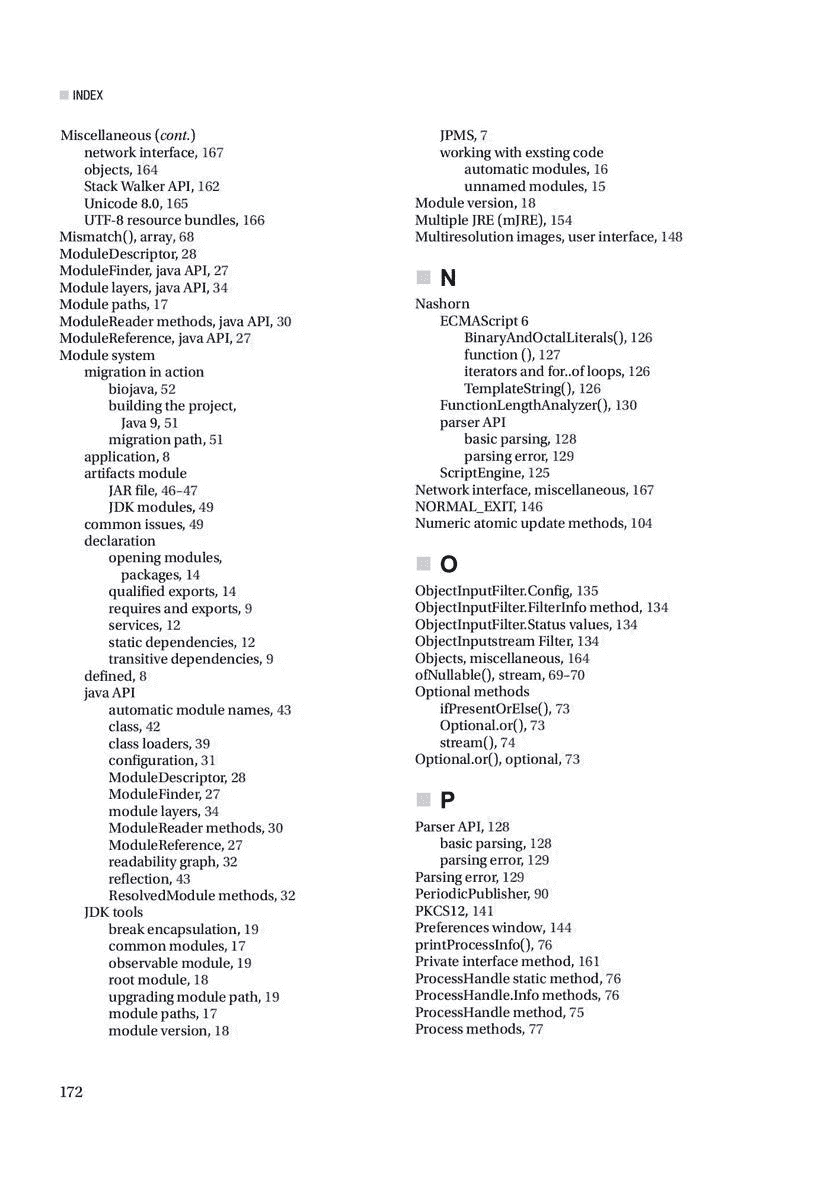 INDEX
Miscellaneous (cont.)
network interface, 167
objects, 164
Stack Walker API, 162
Unicode 8.0, 165
UTF-8 resource bundles, 166
Mismatch(), array, 68
ModuleDescriptor, 28
ModuleFinder, java API, 27
Module layers, java API, 34
Module paths, 17
ModuleReader methods, java API, 30
ModuleReference, java API, 27
Module system
migration in action
biojava, 52
building the project,
Java 9, 51
migration path, 51
application, 8
artifacts module
JAR file, 46–47
JDK modules, 49
common issues, 49
declaration
opening modules,
packages, 14
qualified exports, 14
requires and exports, 9
services, 12
static dependencies, 12
transitive dependencies, 9
defined, 8
java API
automatic module names, 43
class, 42
class loaders, 39
configuration, 31
ModuleDescriptor, 28
ModuleFinder, 27
module layers, 34
ModuleReader methods, 30
ModuleReference, 27
readability graph, 32
reflection, 43
ResolvedModule methods, 32
JDK tools
break encapsulation, 19
common modules, 17
observable module, 19
root module, 18
upgrading module path, 19
module paths, 17
module version, 18
JPMS, 7
working with exsting code
automatic modules, 16
unnamed modules, 15
Module version, 18
Multiple JRE (mJRE), 154
Multiresolution images, user interface, 148
N
Nashorn
ECMAScript 6
BinaryAndOctalLiterals(), 126
function (), 127
iterators and for..of loops, 126
TemplateString(), 126
FunctionLengthAnalyzer(), 130
parser API
basic parsing, 128
parsing error, 129
ScriptEngine, 125
Network interface, miscellaneous, 167
NORMAL_EXIT, 146
Numeric atomic update methods, 104
O
ObjectInputFilter.Config, 135
ObjectInputFilter.FilterInfo method, 134
ObjectInputFilter.Status values, 134
ObjectInputstream Filter, 134
Objects, miscellaneous, 164
ofNullable(), stream, 69–70
Optional methods
ifPresentOrElse(), 73
Optional.or(), 73
stream(), 74
Optional.or(), optional, 73
P
Parser API, 128
basic parsing, 128
parsing error, 129
Parsing error, 129
PeriodicPublisher, 90
PKCS12, 141
Preferences window, 144
printProcessInfo(), 76
Private interface method, 161
ProcessHandle static method, 76
ProcessHandle.Info methods, 76
ProcessHandle method, 75
Process methods, 77
172